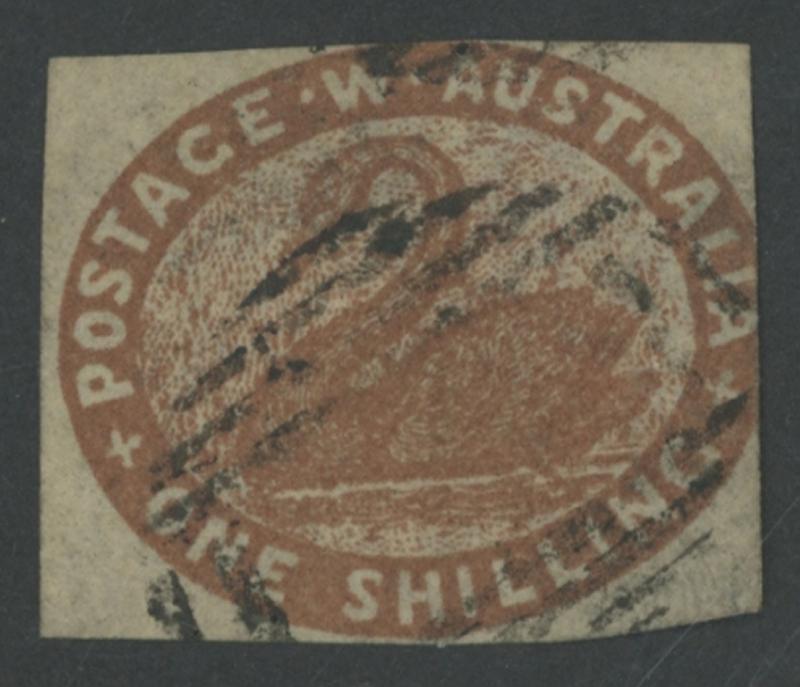 POSTAGE · W · AUSTRALIA
ONE SHILLING